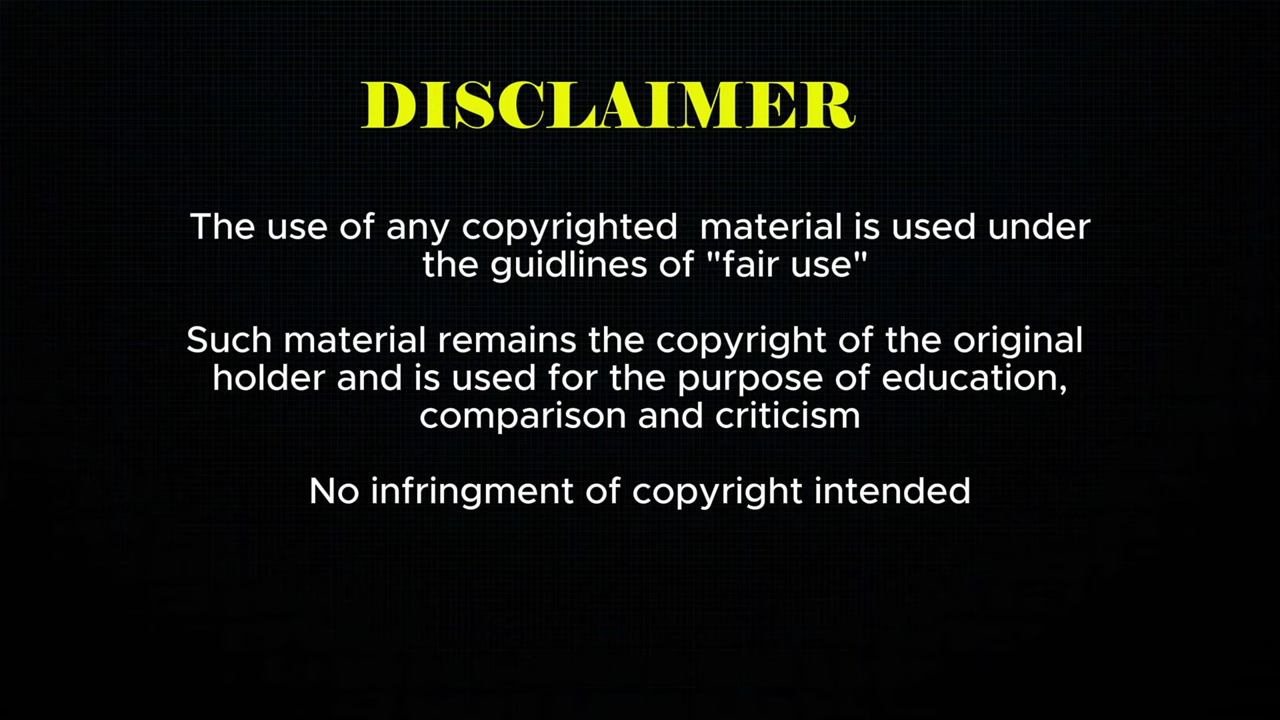 DISCLAIMER
The use of any copyrighted  material is used under
the guidlines of "fair use"
Such material remains the copyright of the original
holder and is used for the purpose of education,
comparison and criticism
No infringment of copyright intended